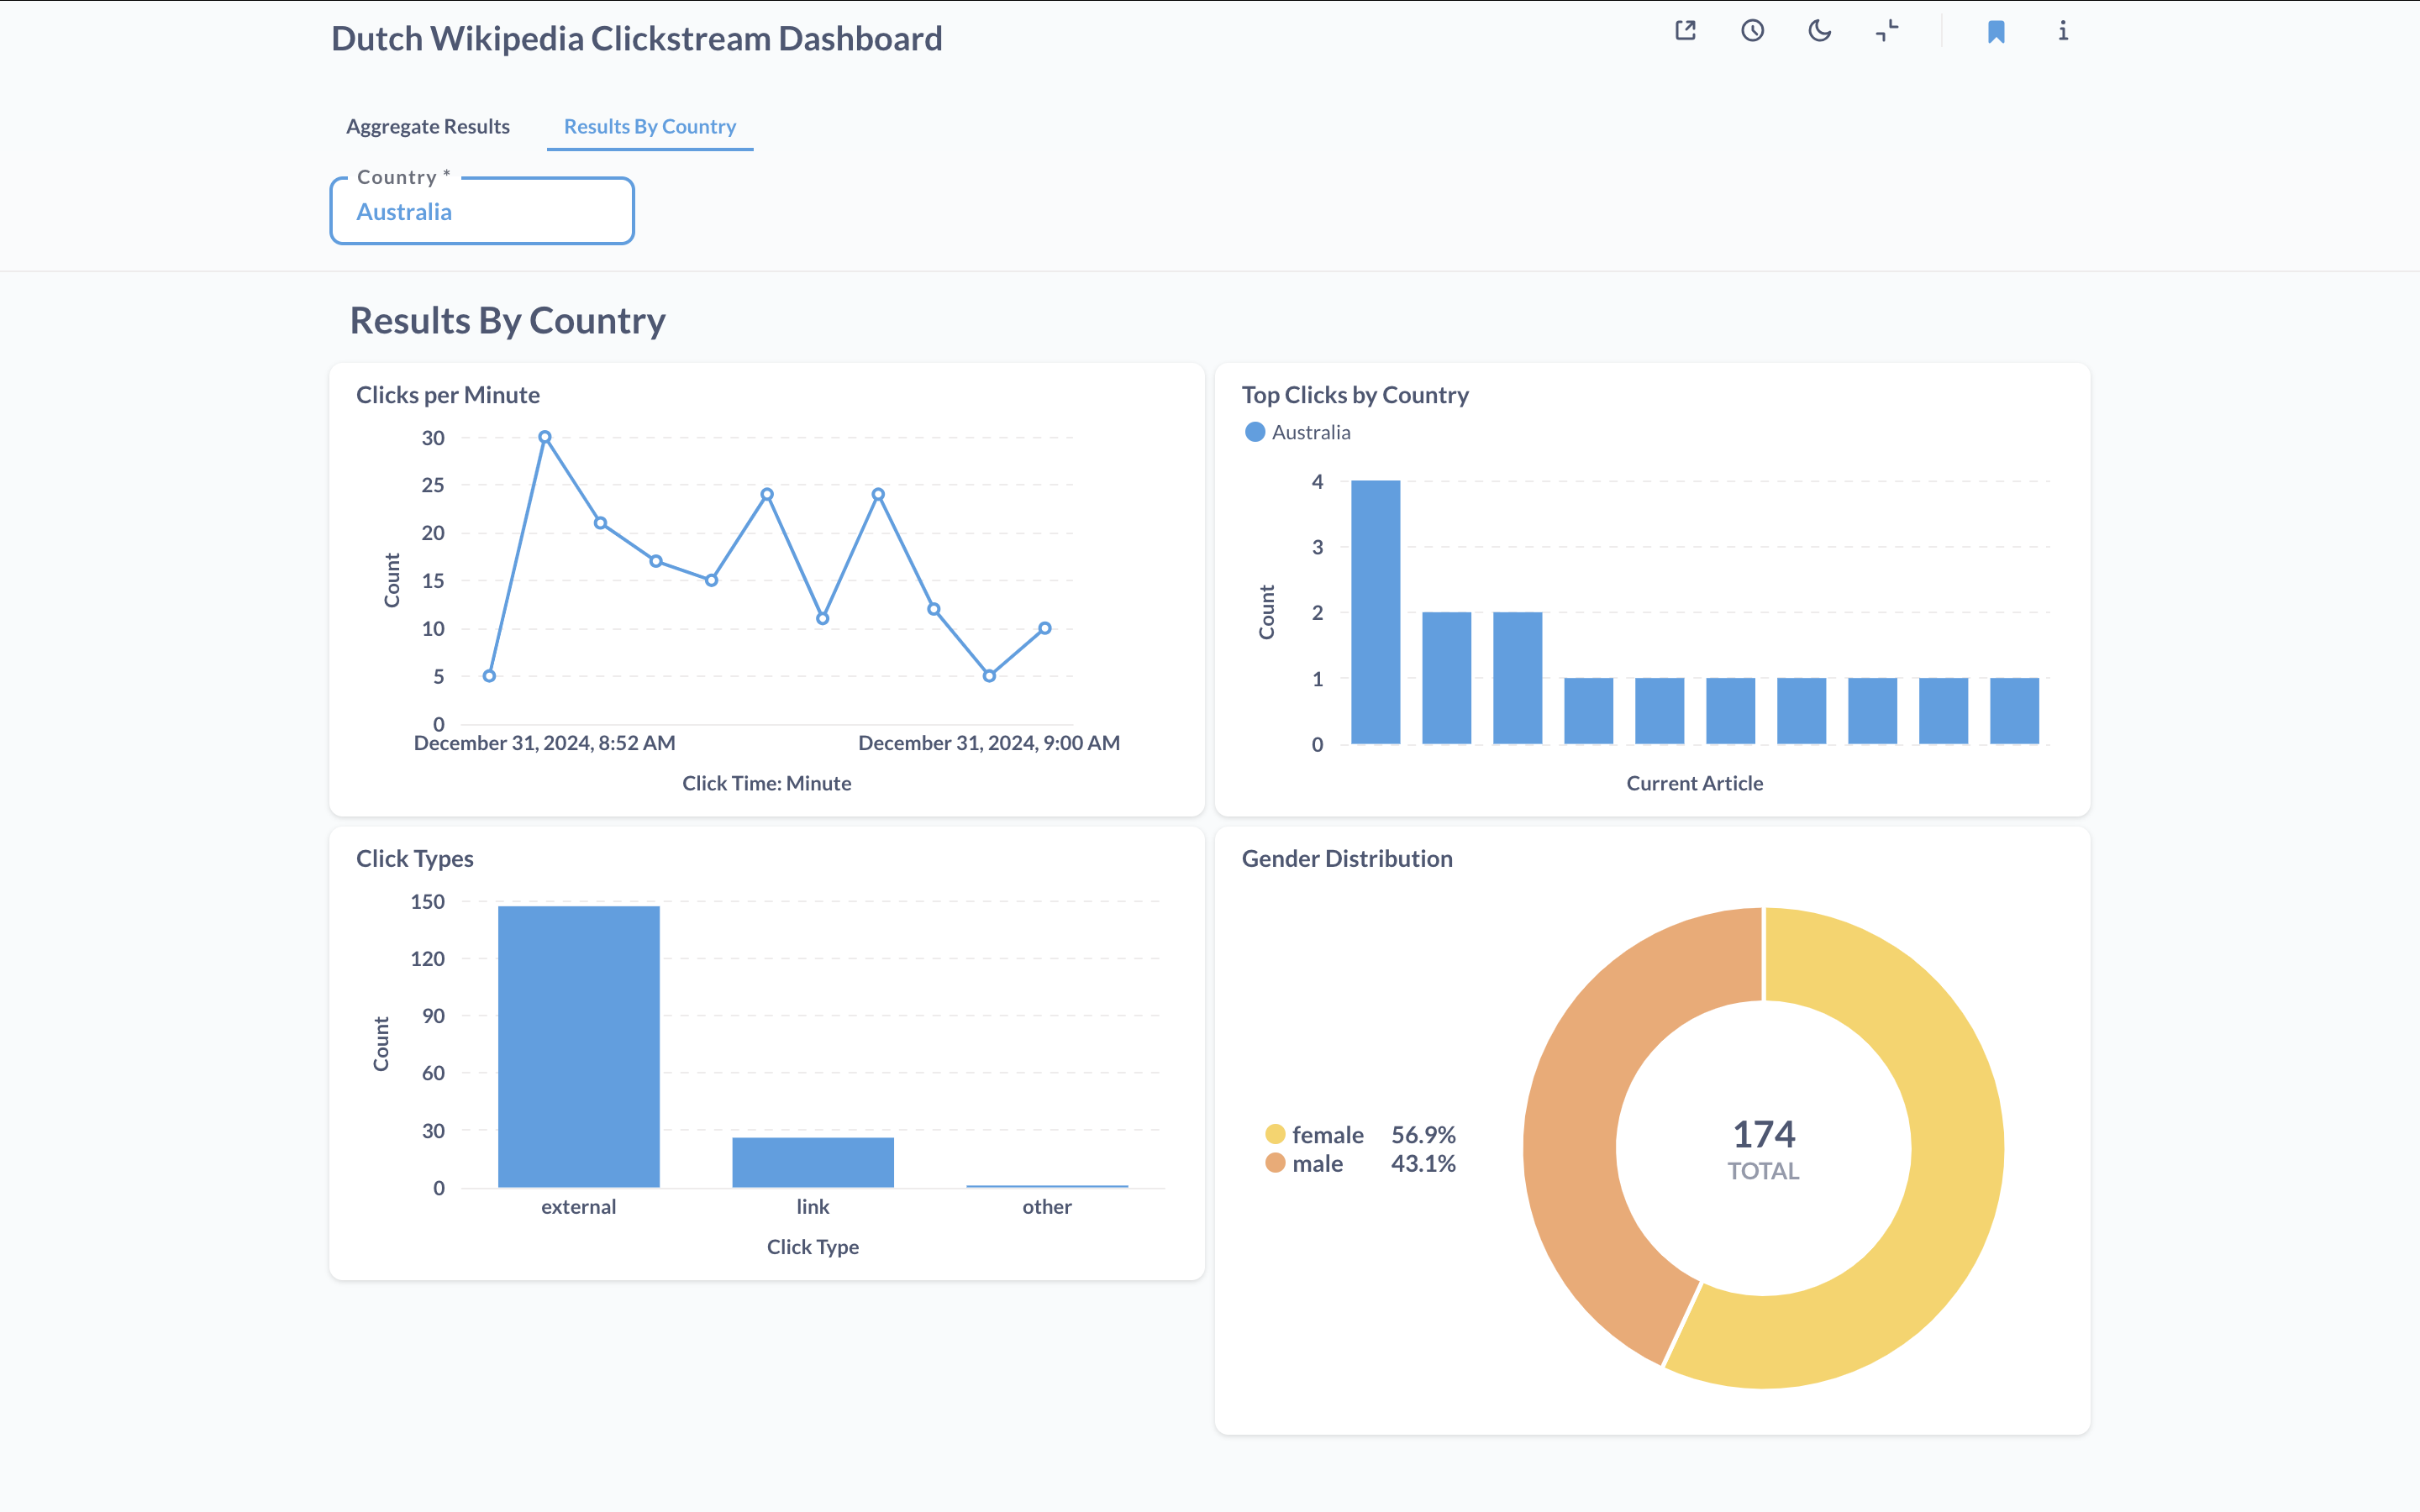 Dutch Wikipedia Clickstream Dashboard
Aggregate Results
Results By Country
Country *
Australia
Results By Country
Clicks per Minute
30
25
20
15
10
5
0
Count
December 31, 2024, 8:52 AM
December 31, 2024, 9:00 AM
Click Time: Minute
Top Clicks by Country
Australia
4
3
2
1
0
Count
Current Article
Click Types
150
120
90
60
30
0
Count
external
link
other
Click Type
Gender Distribution
female 56.9%
male 43.1%
174
TOTAL